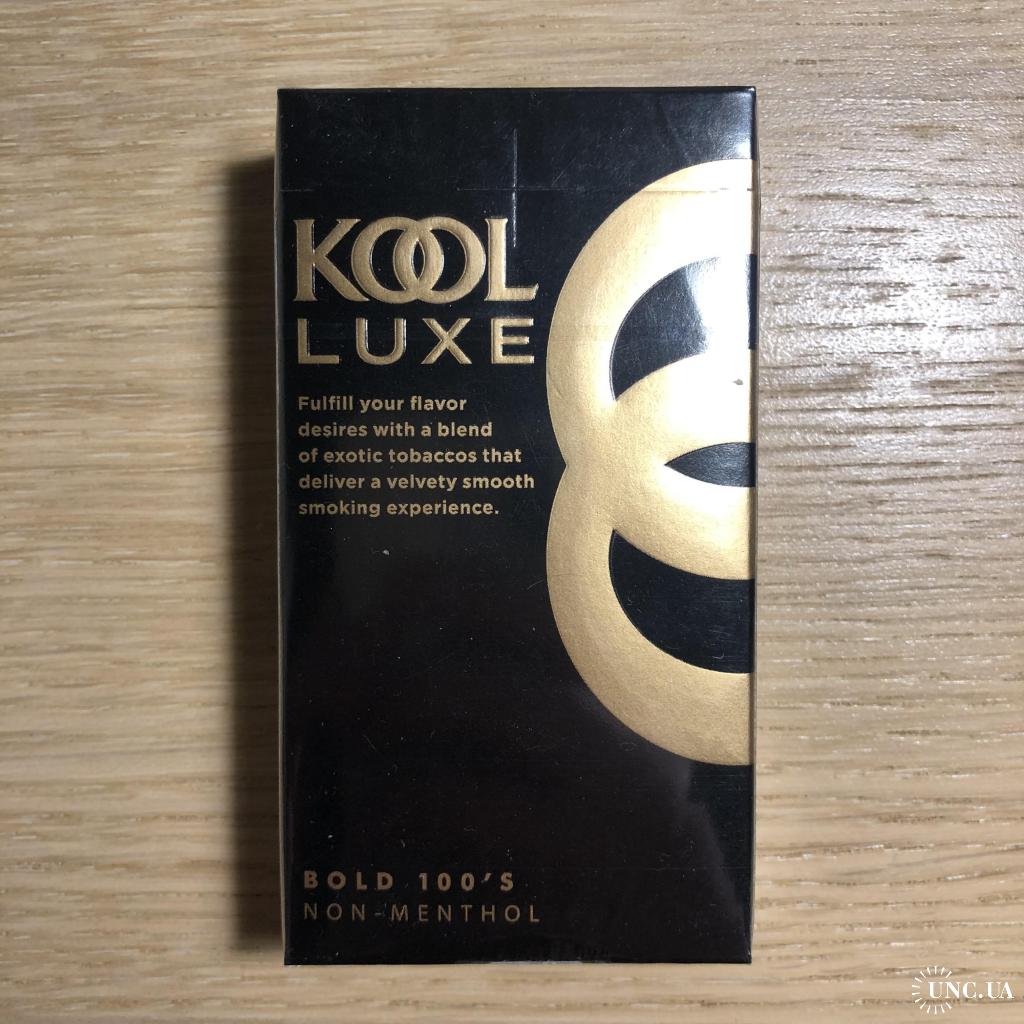 KOOL
LUXE
Fulfill your flavor
desires with a blend
of exotic tobaccos that
deliver a velvety smooth
smoking experience.
BOLD 100'S
NON-MENTHOL
UNC.UA